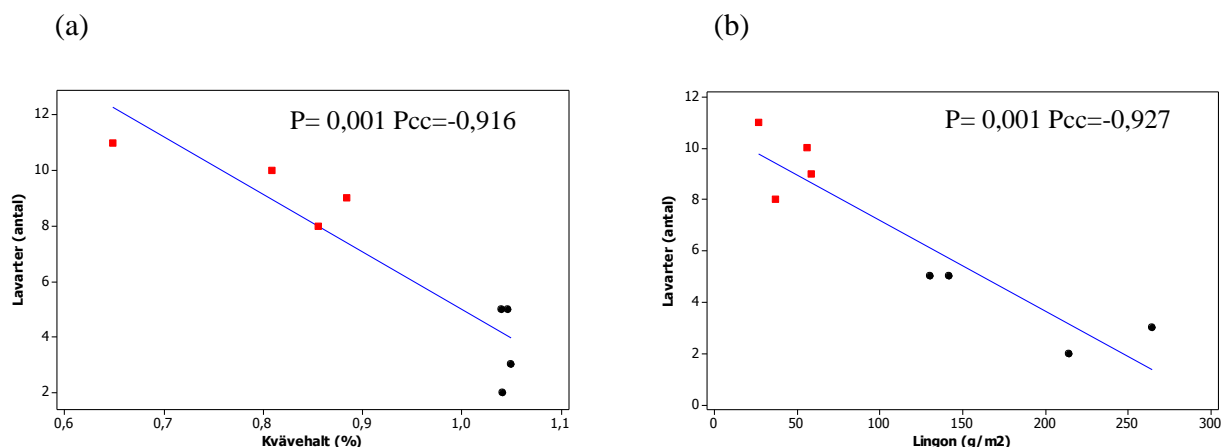 (a)
P= 0,001 Pcc=-0,916
Lavarter (antal)
12
10
8
6
4
2
0,6 0,7 0,8 0,9 1,0 1,1
Kvävehalt (%)
(b)
P= 0,001 Pcc=-0,927
Lavarter (antal)
12
10
8
6
4
2
0
0 50 100 150 200 250 300
Lingon (g/m2)